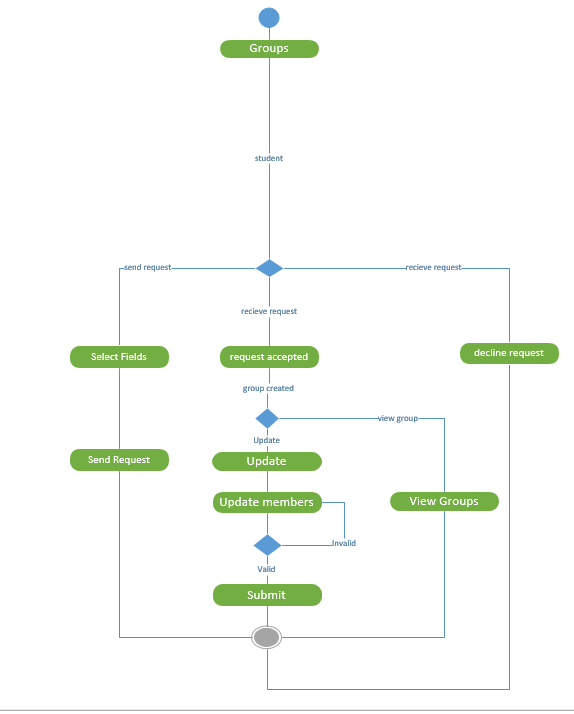 Groups
student
send request
recieve request
recieve request
Select Fields
request accepted
decline request
group created
view group
Update
Send Request
Update
Update members
View Groups
Invalid
Valid
Submit